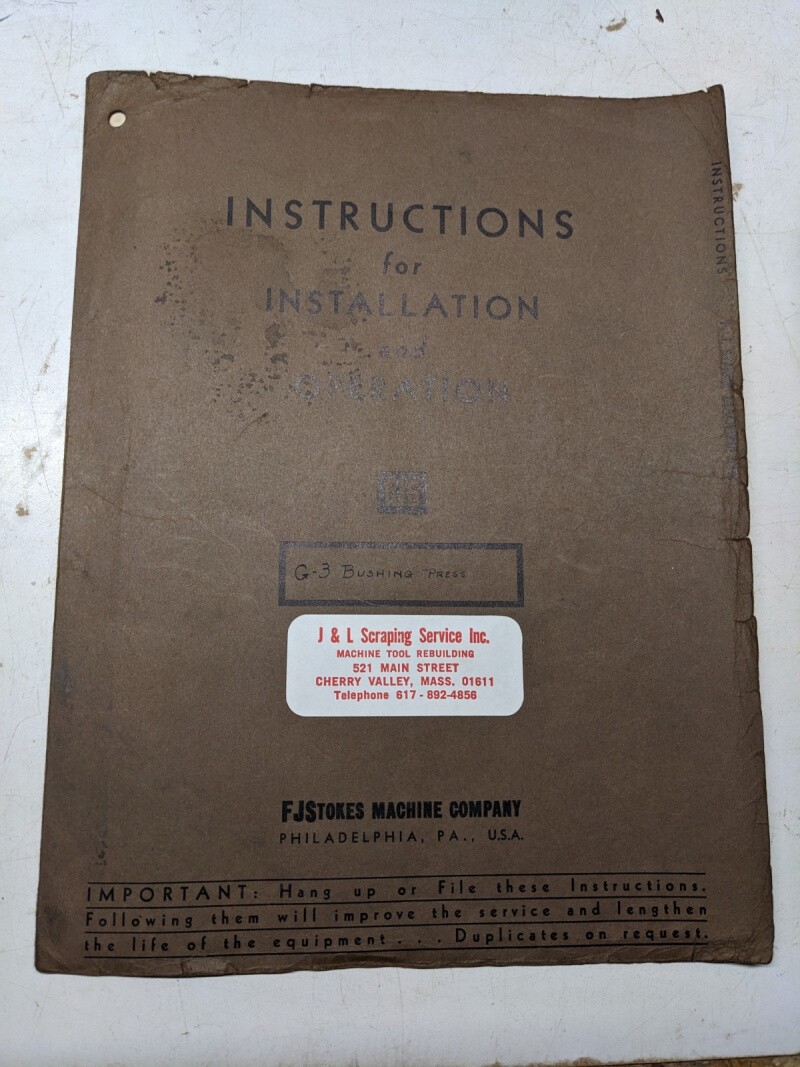 INSTRUCTIONS
for
INSTALLATION
and
OPERATION
G-3 BUSHING PRESS
J & L Scraping Service Inc.
MACHINE TOOL REBUILDING
521 MAIN STREET
CHERRY VALLEY, MASS. 01611
Telephone 617 - 892-4856
FJSTOKES MACHINE COMPANY
PHILADELPHIA, PA., U.S.A.
IMPORTANT: Hang up or File these Instructions.
Following them will improve the service and lengthen
the life of the equipment . . . Duplicates on request.
INSTRUCTIONS